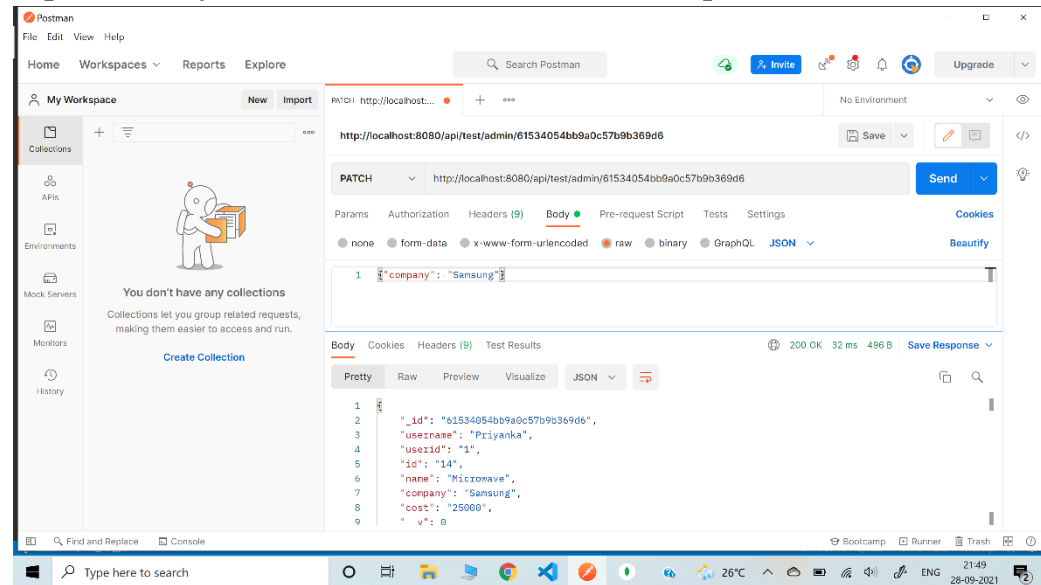 Postman
File Edit View Help
Home Workspaces Reports Explore Search Postman Invite Upgrade
My Workspace New Import PATCH http://localhost:... No Environment
Collections
http://localhost:8080/api/test/admin/61534054bb9a0c57b9b369d6 Save
APIs
PATCH http://localhost:8080/api/test/admin/61534054bb9a0c57b9b369d6 Send
Params Authorization Headers (9) Body Pre-request Script Tests Settings Cookies
Environments
none form-data x-www-form-urlencoded raw binary GraphQL JSON Beautify
1 {"company": "Samsung"}
Mock Servers
You don't have any collections
Collections let you group related requests,
making them easier to access and run.
Monitors
Create Collection
History
Body Cookies Headers (9) Test Results 200 OK 32 ms 496 B Save Response
Pretty Raw Preview Visualize JSON
1 {
2 "_id": "61534054bb9a0c57b9b369d6",
3 "username": "Priyanka",
4 "userid": "1",
5 "id": "14",
6 "name": "Microwave",
7 "company": "Samsung",
8 "cost": "25000",
9 "__v": 0
Find and Replace Console Bootcamp Runner Trash
Type here to search 26°C ENG 21:49
28-09-2021 2